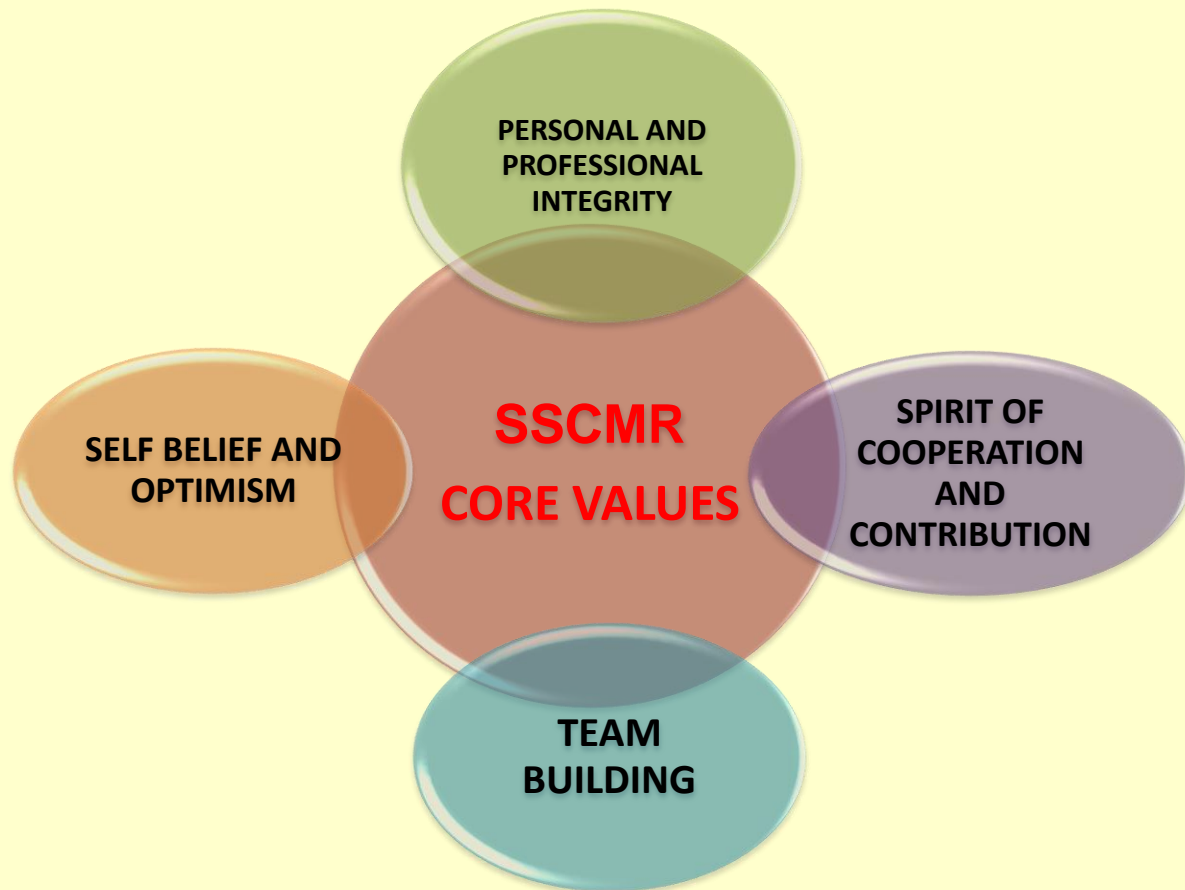 PERSONAL AND
PROFESSIONAL
INTEGRITY
SELF BELIEF AND
OPTIMISM
SSCMR
CORE VALUES
SPIRIT OF
COOPERATION
AND
CONTRIBUTION
TEAM
BUILDING